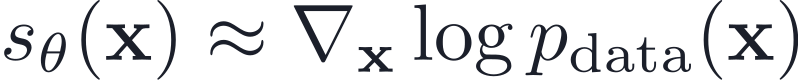 s_θ(𝐱) ≈ ∇_𝐱 log p_data(𝐱)